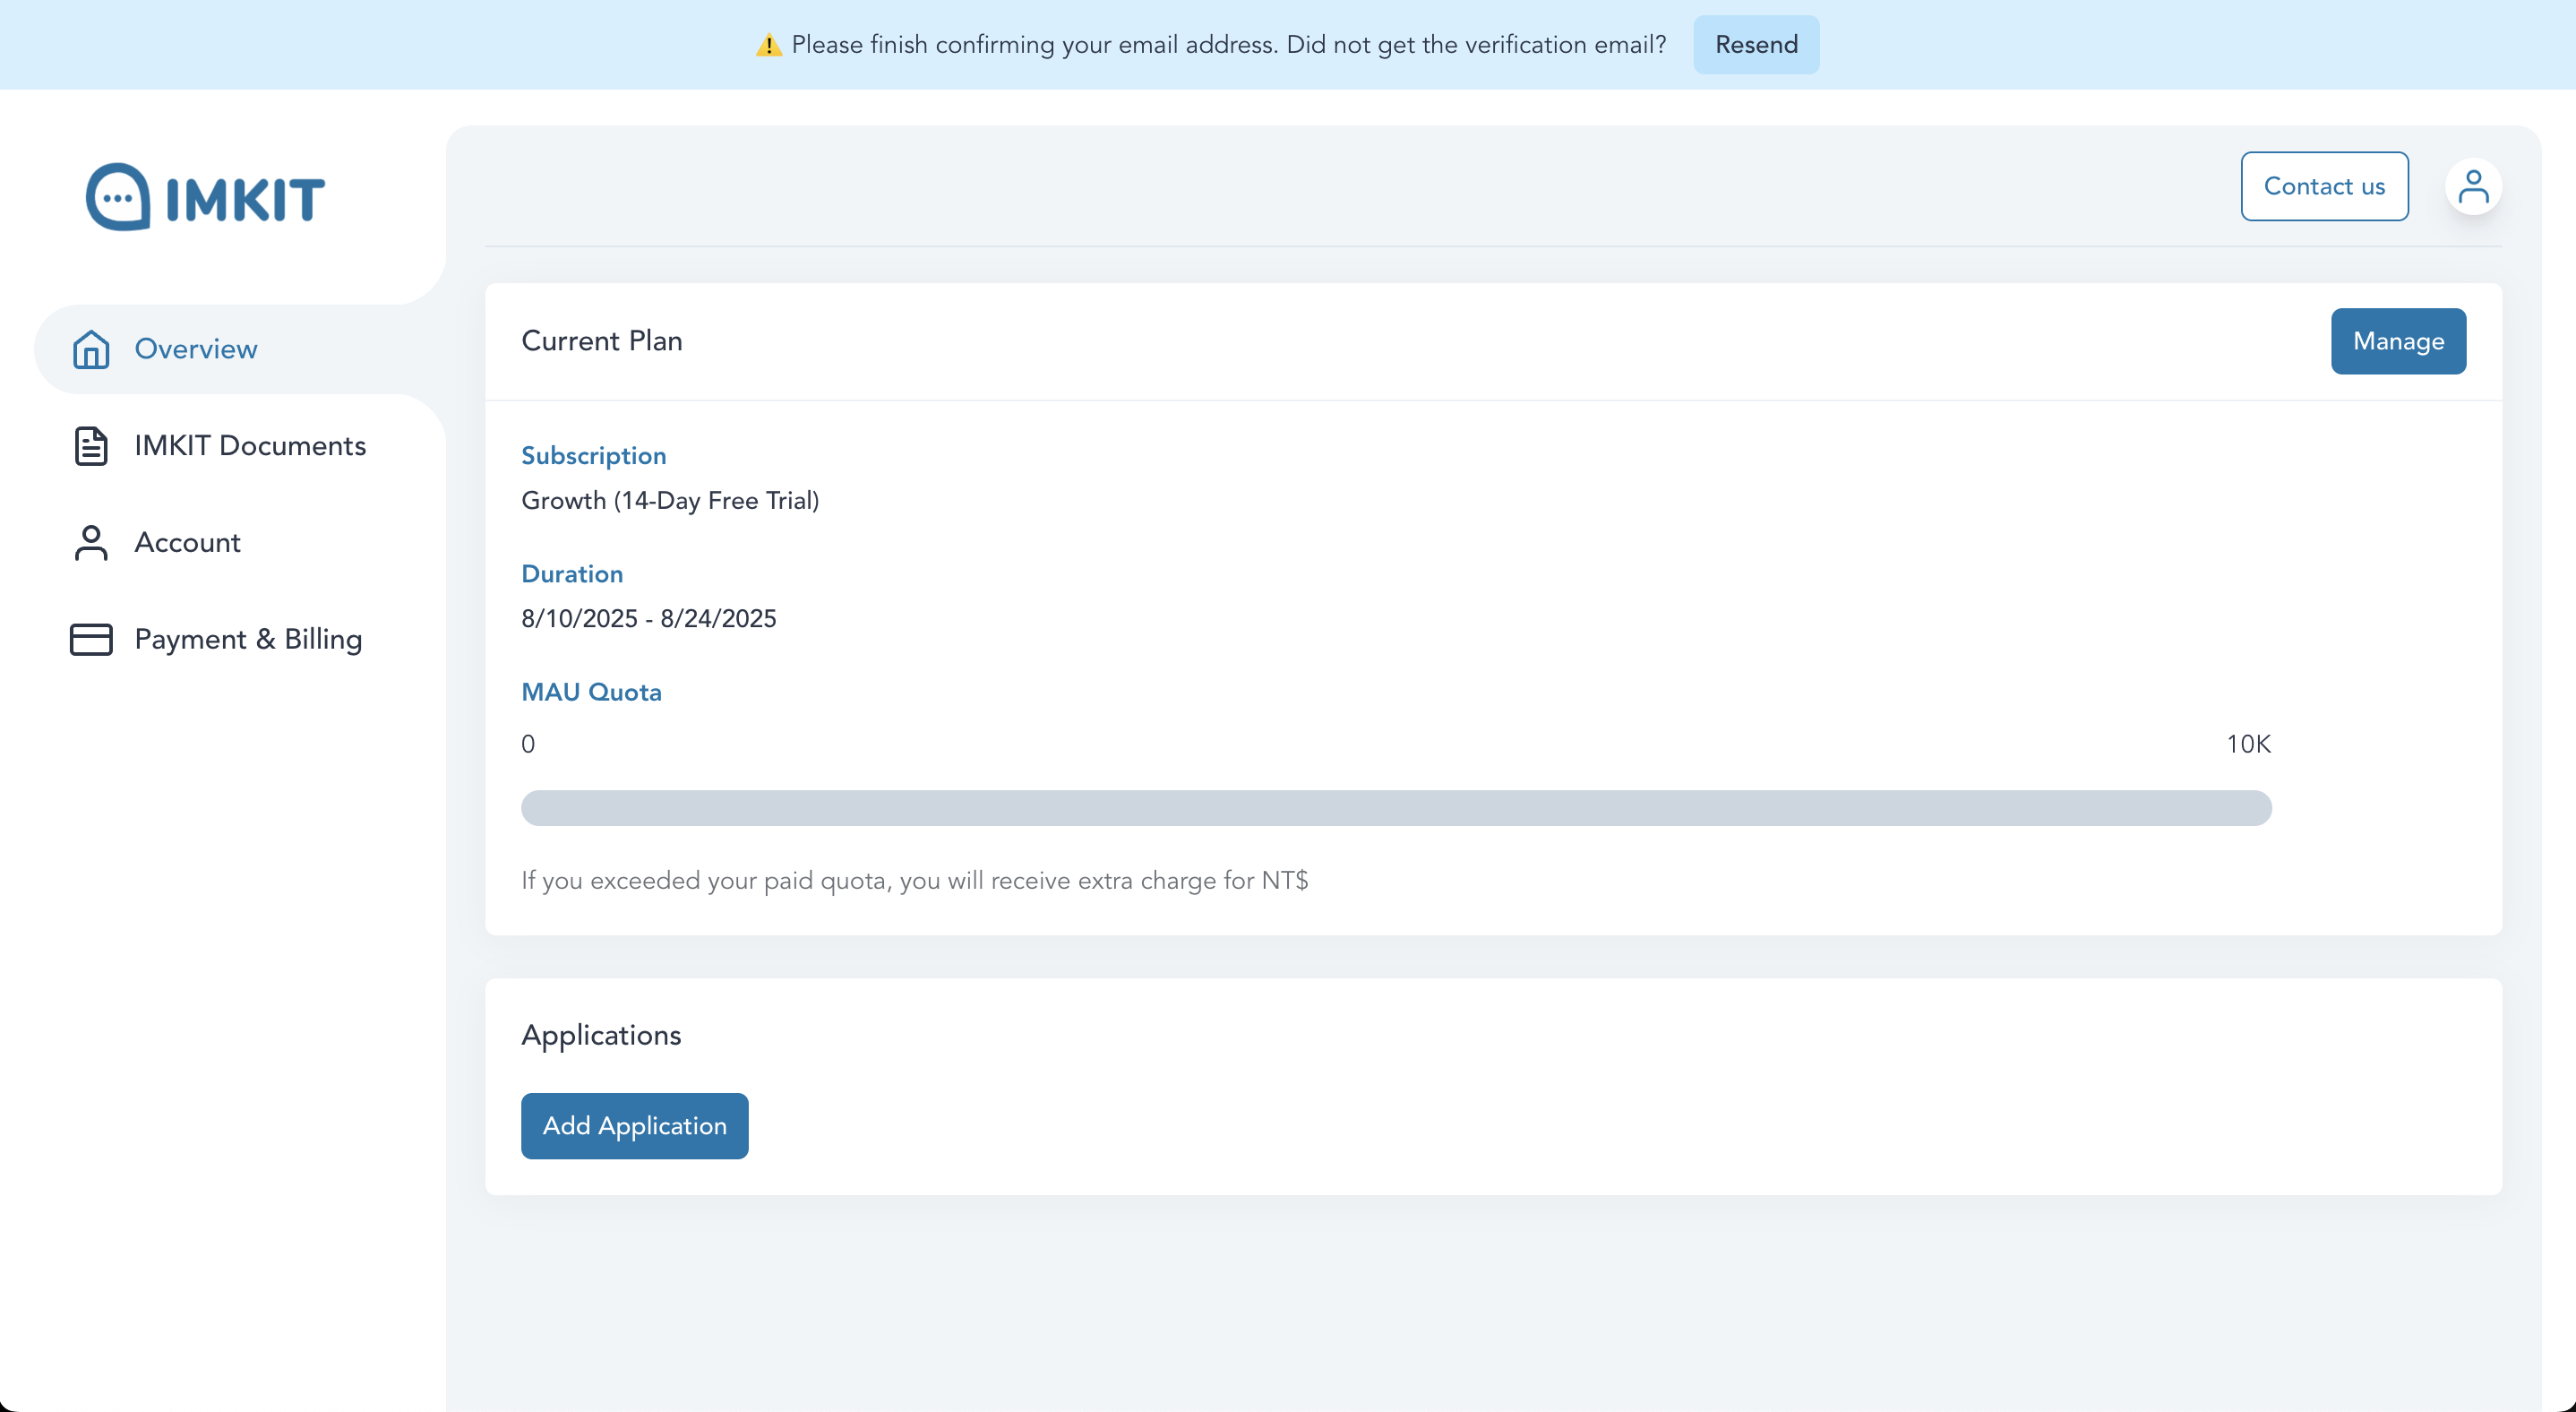 ⚠️ Please finish confirming your email address. Did not get the verification email? Resend
IMKIT
Contact us
Overview
IMKIT Documents
Account
Payment & Billing
Current Plan
Manage
Subscription
Growth (14-Day Free Trial)
Duration
8/10/2025 - 8/24/2025
MAU Quota
0 10K
If you exceeded your paid quota, you will receive extra charge for NT$
Applications
Add Application